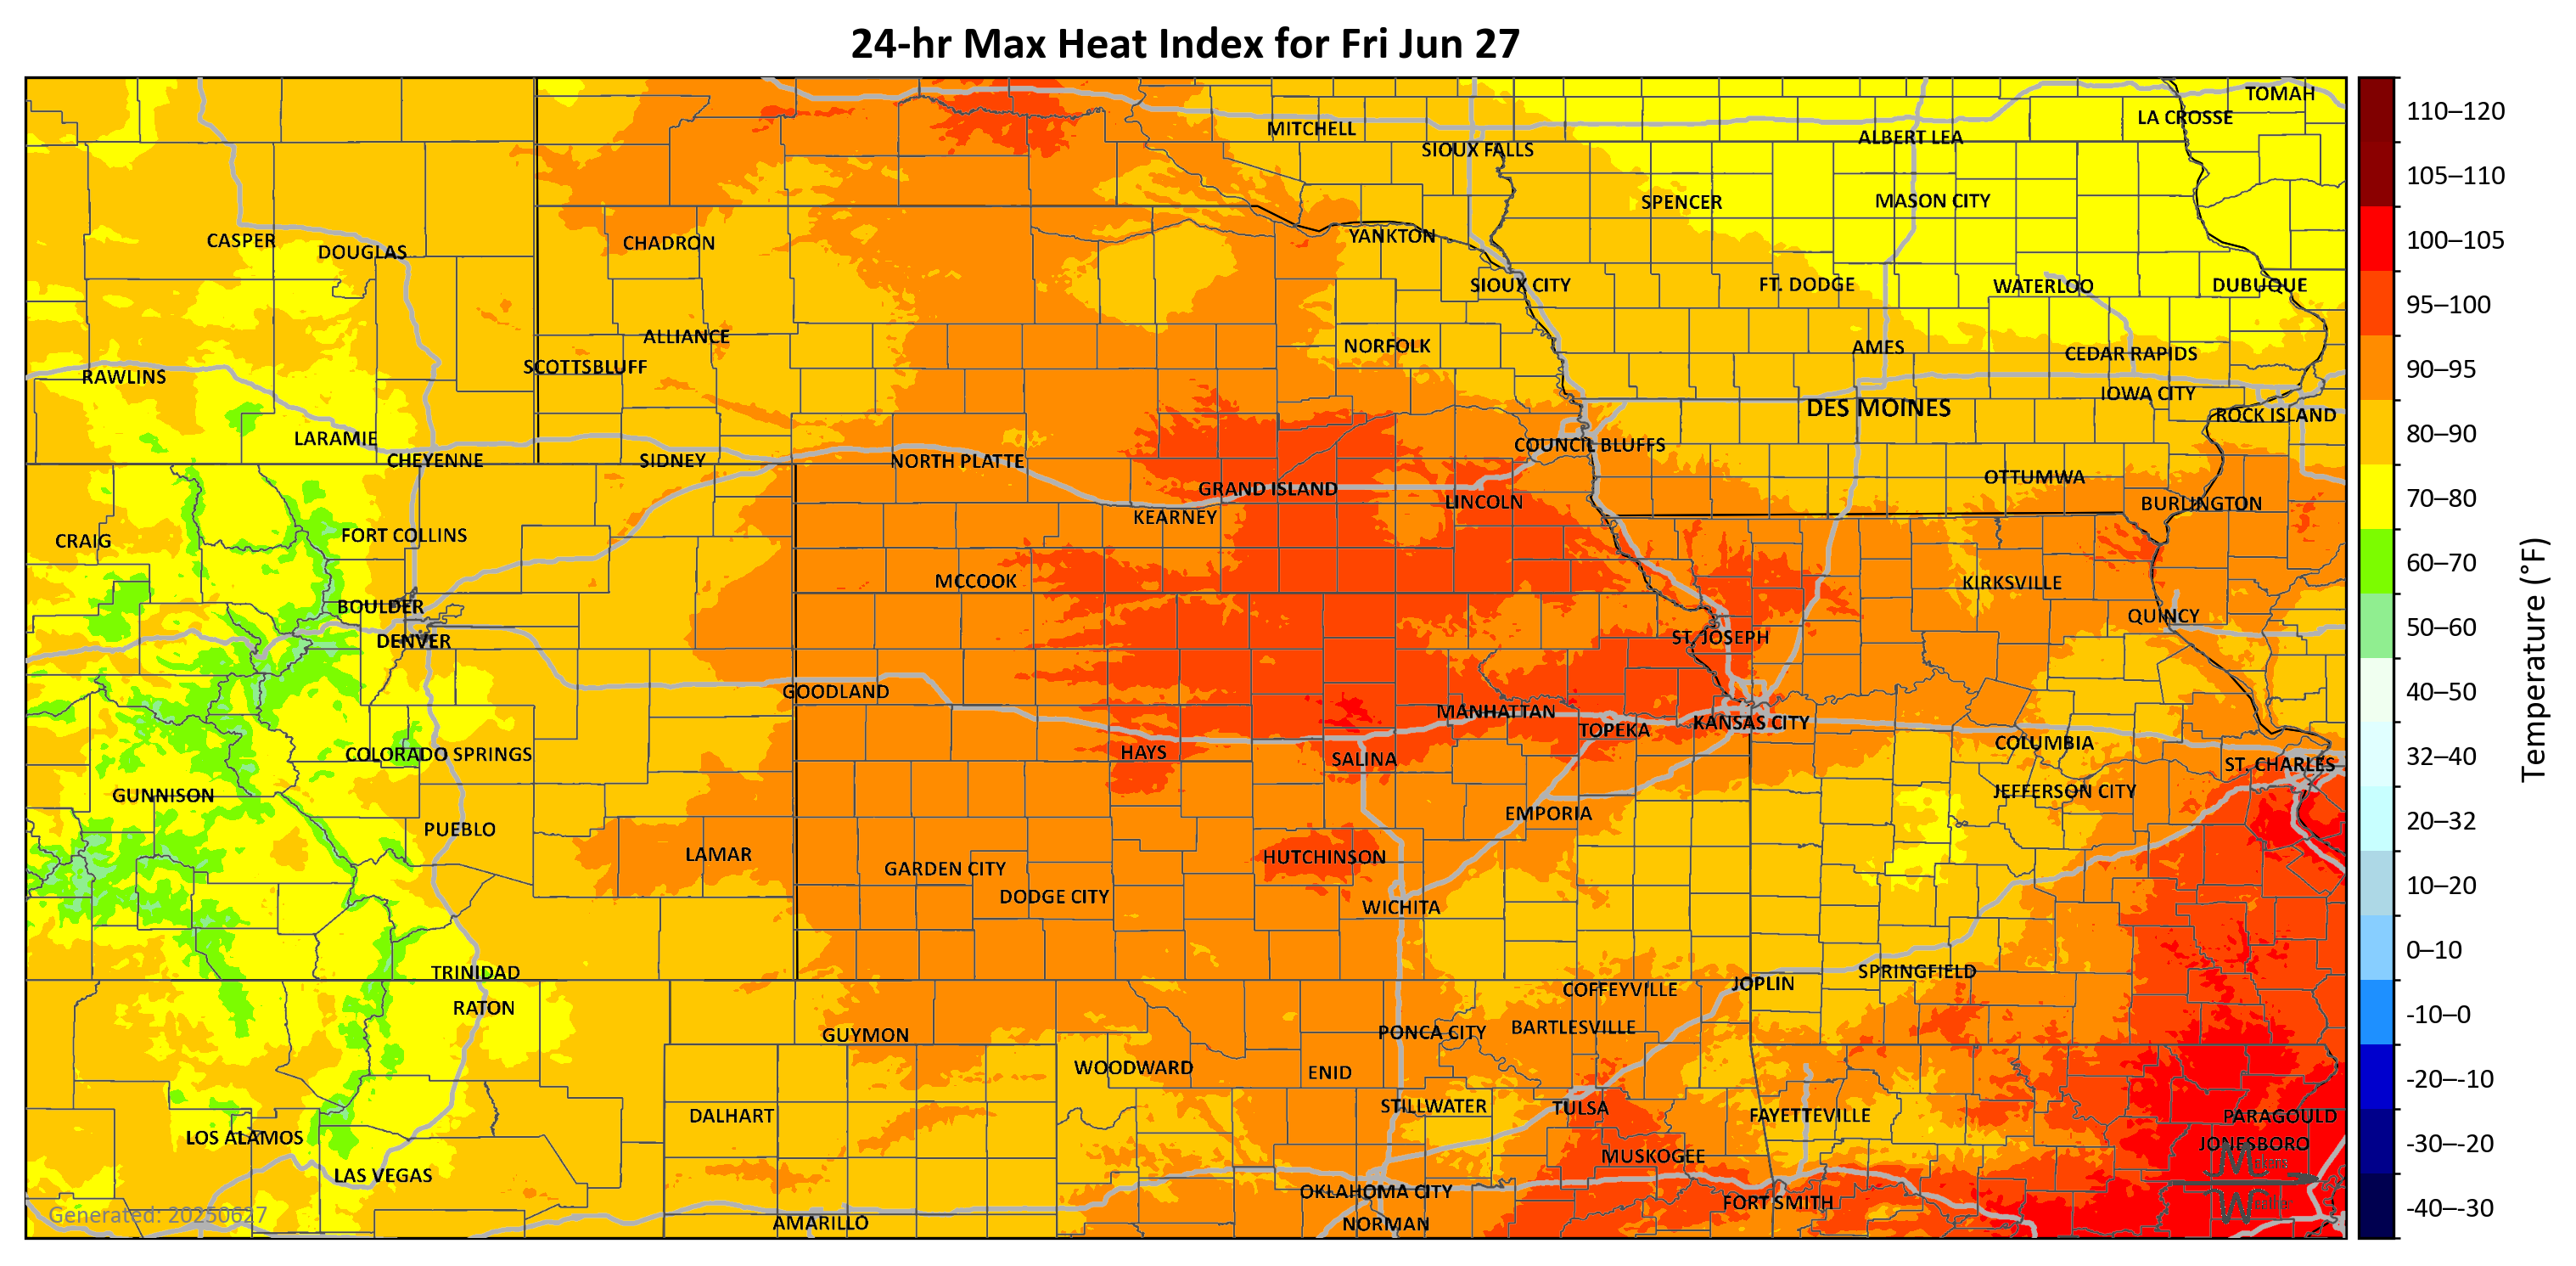 24-hr Max Heat Index for Fri Jun 27
TOMAH
LA CROSSE
MITCHELL
ALBERT LEA
SIOUX FALLS
SPENCER
MASON CITY
CASPER
DOUGLAS
CHADRON
YANKTON
SIOUX CITY
FT. DODGE
WATERLOO
DUBUQUE
ALLIANCE
NORFOLK
AMES
CEDAR RAPIDS
SCOTTSBLUFF
RAWLINS
IOWA CITY
DES MOINES
ROCK ISLAND
LARAMIE
COUNCIL BLUFFS
CHEYENNE
SIDNEY
NORTH PLATTE
OTTUMWA
GRAND ISLAND
LINCOLN
BURLINGTON
KEARNEY
FORT COLLINS
CRAIG
MCCOOK
KIRKSVILLE
BOULDER
QUINCY
DENVER
ST. JOSEPH
GOODLAND
MANHATTAN
KANSAS CITY
TOPEKA
COLUMBIA
COLORADO SPRINGS
HAYS
SALINA
ST. CHARLES
GUNNISON
JEFFERSON CITY
EMPORIA
PUEBLO
LAMAR
HUTCHINSON
GARDEN CITY
DODGE CITY
WICHITA
TRINIDAD
SPRINGFIELD
JOPLIN
COFFEYVILLE
RATON
BARTLESVILLE
PONCA CITY
GUYMON
WOODWARD
ENID
STILLWATER
TULSA
DALHART
FAYETTEVILLE
PARAGOULD
LOS ALAMOS
JONESBORO
MUSKOGEE
LAS VEGAS
OKLAHOMA CITY
FORT SMITH
AMARILLO
NORMAN
Generated: 20250627
110–120
105–110
100–105
95–100
90–95
80–90
70–80
60–70
50–60
40–50
32–40
20–32
10–20
0–10
-10–0
-20–-10
-30–-20
-40–-30
Temperature (°F)